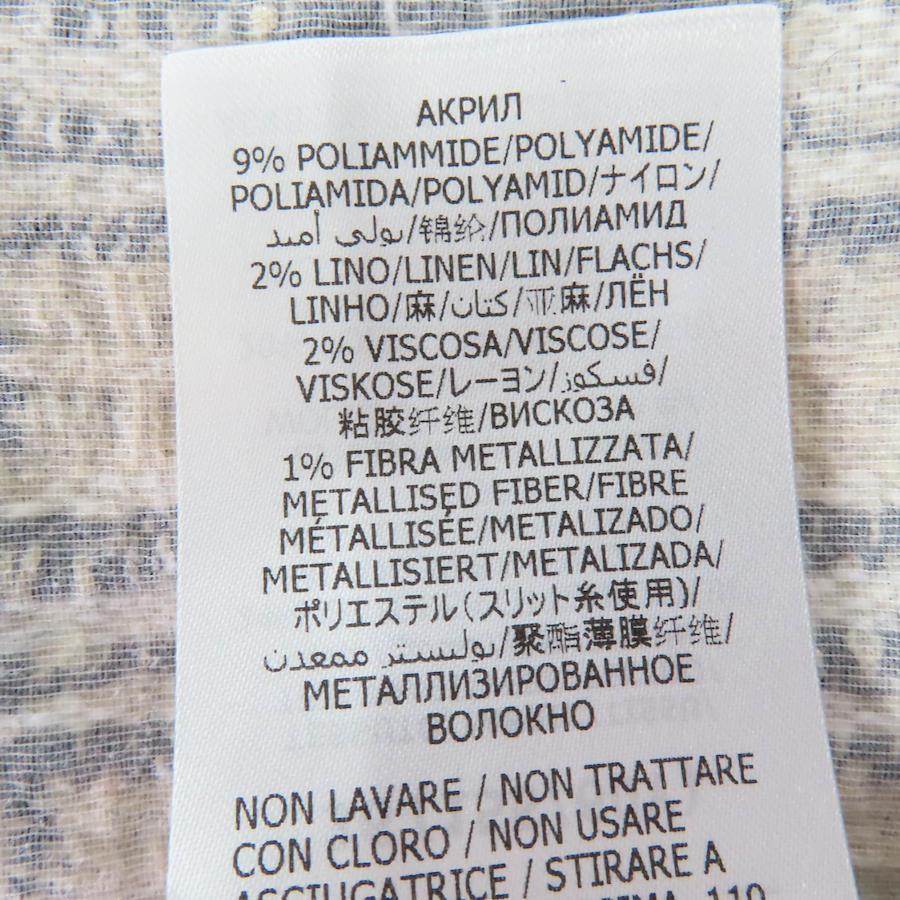 АКРИЛ
9% POLIAMMIDE/POLYAMIDE/
POLIAMIDA/POLYAMID/ナイロン/
بولي أميد/锦纶/ПОЛИАМИД
2% LINO/LINEN/LIN/FLACHS/
LINHO/麻/كتان/亚麻/ЛЁН
2% VISCOSA/VISCOSE/
VISKOSE/レーヨン/فسكوز/
粘胶纤维/ВИСКОЗА
1% FIBRA METALLIZZATA/
METALLISED FIBER/FIBRE
MÉTALLISÉE/METALIZADO/
METALLISIERT/METALIZADA/
ポリエステル(スリット糸使用)/
بوليستر ممعدن/聚酯薄膜纤维/
МЕТАЛЛИЗИРОВАННОЕ
ВОЛОКНО
NON LAVARE / NON TRATTARE
CON CLORO / NON USARE
ASCIUGATRICE / STIRARE A
110